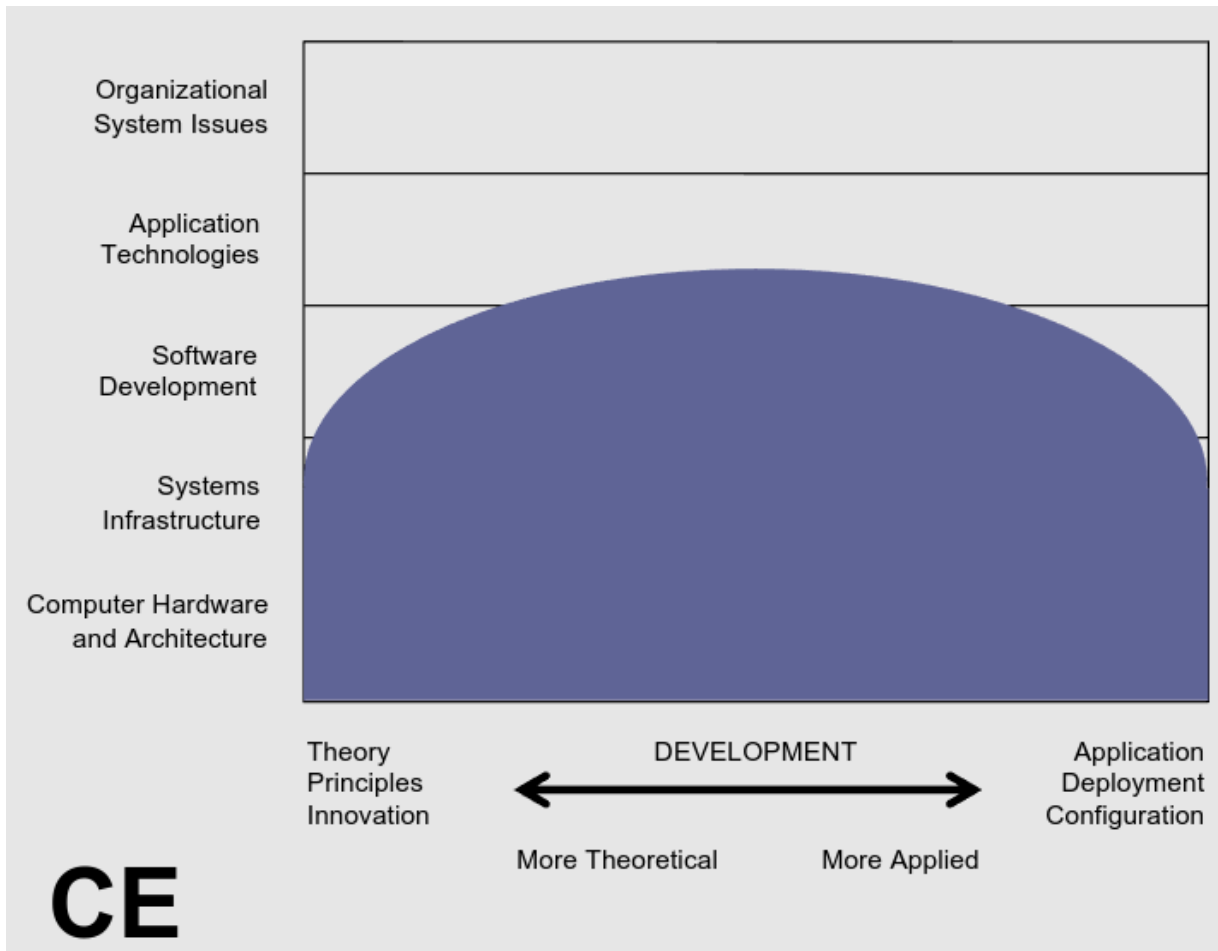 Organizational
System Issues
Application
Technologies
Software
Development
Systems
Infrastructure
Computer Hardware
and Architecture
Theory
Principles
Innovation
DEVELOPMENT
Application
Deployment
Configuration
More Theoretical
More Applied
CE